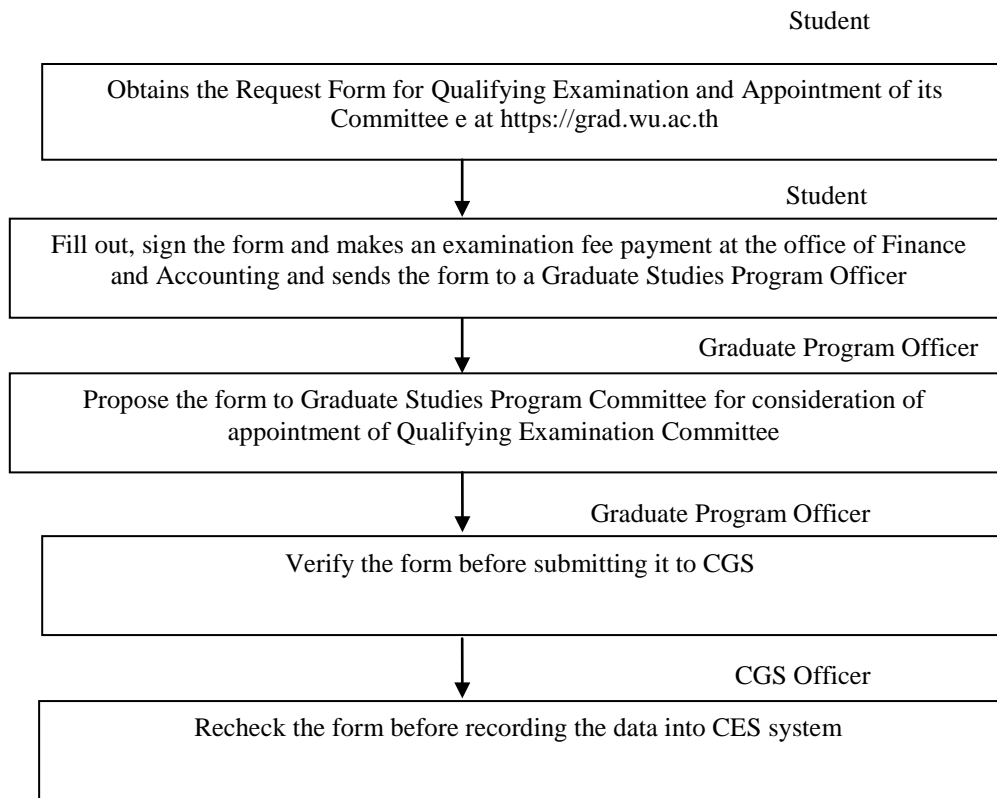 Student
Obtains the Request Form for Qualifying Examination and Appointment of its
Committee e at https://grad.wu.ac.th
Student
Fill out, sign the form and makes an examination fee payment at the office of Finance
and Accounting and sends the form to a Graduate Studies Program Officer
Graduate Program Officer
Propose the form to Graduate Studies Program Committee for consideration of
appointment of Qualifying Examination Committee
Graduate Program Officer
Verify the form before submitting it to CGS
CGS Officer
Recheck the form before recording the data into CES system